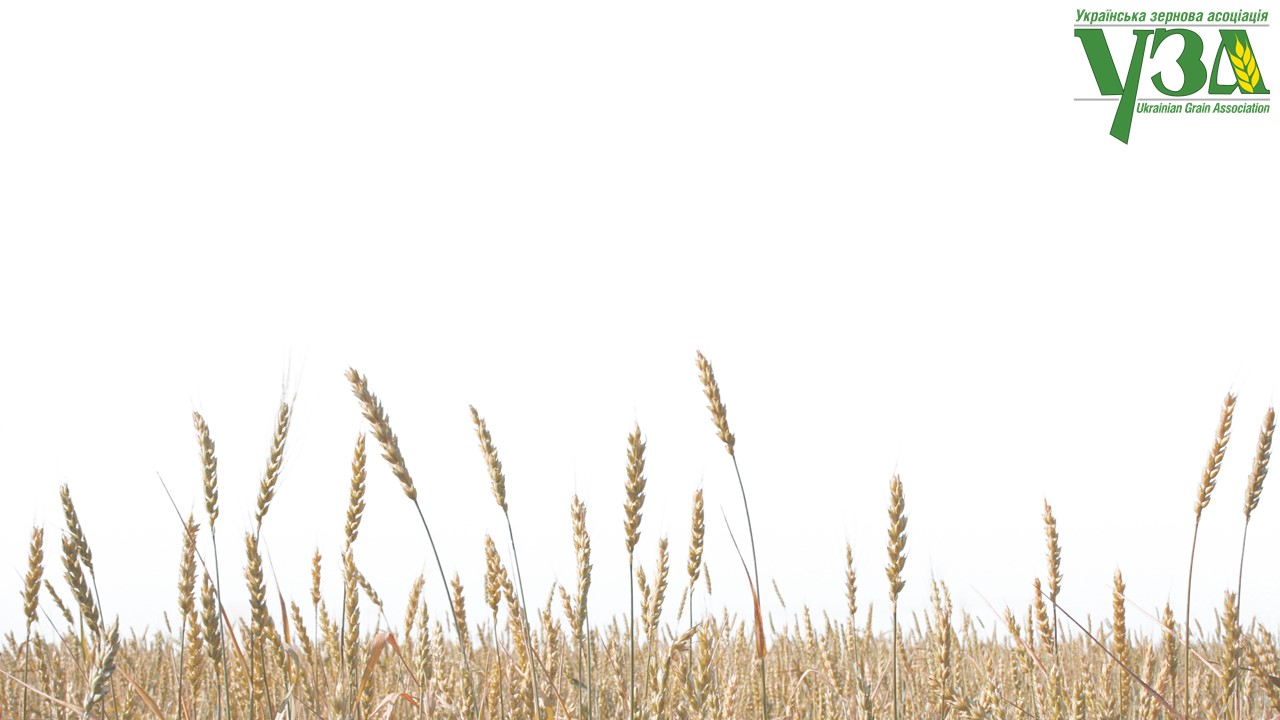 Українська зернова асоціація
УЗА
Ukrainian Grain Association